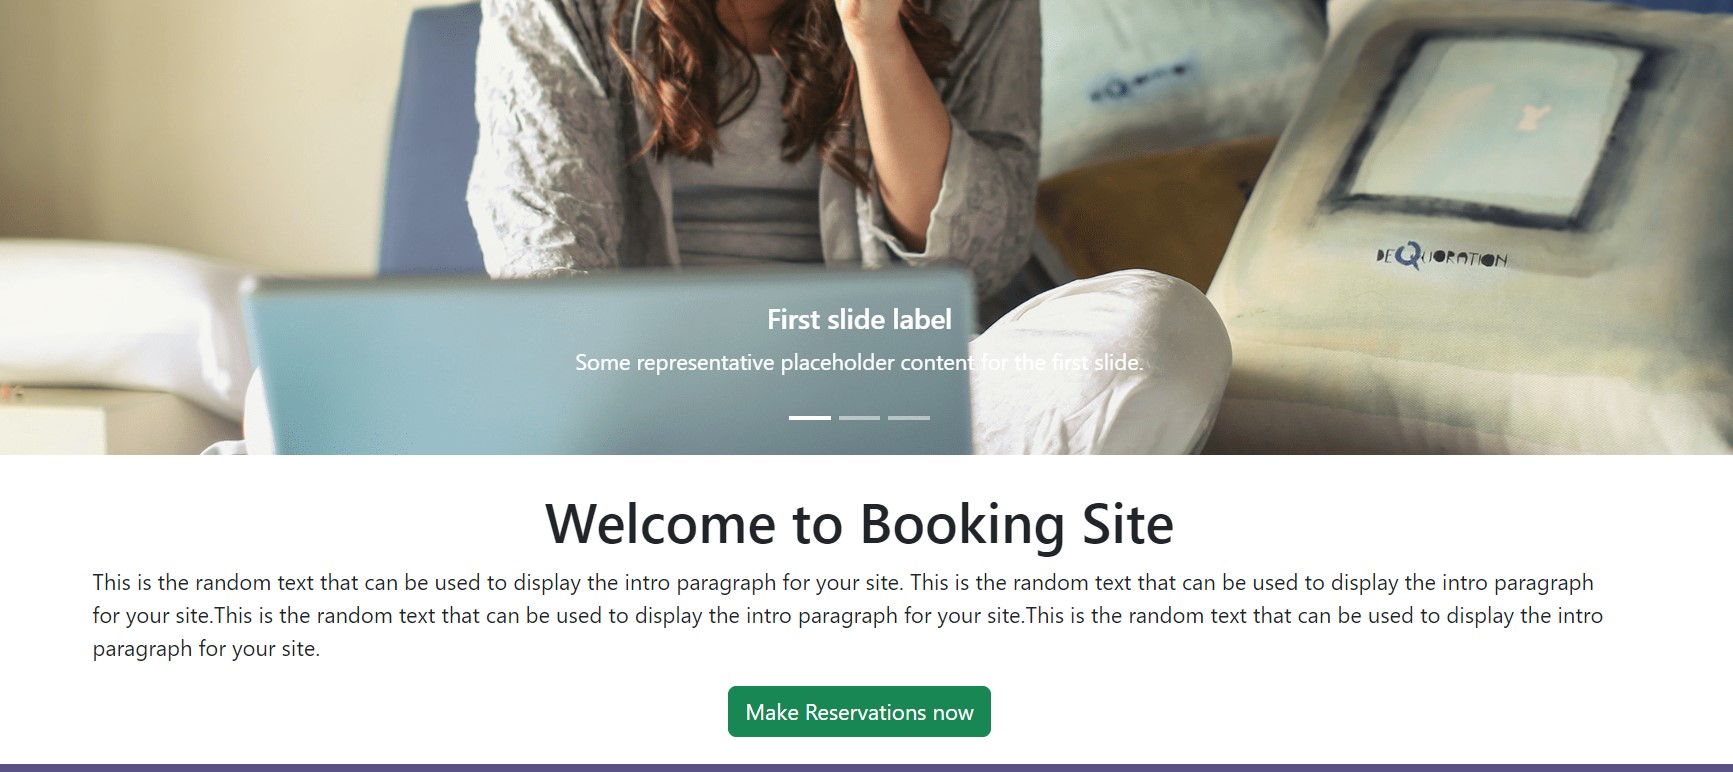 DEQUORATION
First slide label
Some representative placeholder content for the first slide.
Welcome to Booking Site
This is the random text that can be used to display the intro paragraph for your site. This is the random text that can be used to display the intro paragraph
for your site.This is the random text that can be used to display the intro paragraph for your site.This is the random text that can be used to display the intro
paragraph for your site.
Make Reservations now